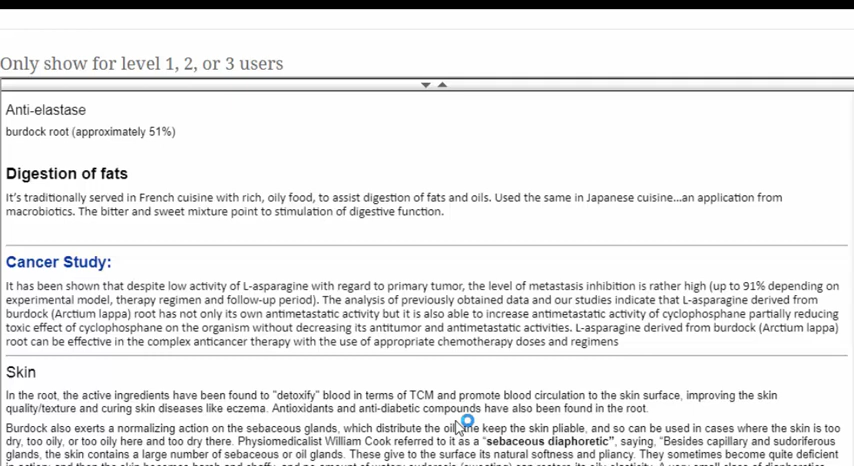 Only show for level 1, 2, or 3 users
Anti-elastase
burdock root (approximately 51%)
Digestion of fats
It's traditionally served in French cuisine with rich, oily food, to assist digestion of fats and oils. Used the same in Japanese cuisine...an application from
macrobiotics. The bitter and sweet mixture point to stimulation of digestive function.
Cancer Study:
It has been shown that despite low activity of L-asparagine with regard to primary tumor, the level of metastasis inhibition is rather high (up to 91% depending on
experimental model, therapy regimen and follow-up period). The analysis of previously obtained data and our studies indicate that L-asparagine derived from
burdock (Arctium lappa) root has not only its own antimetastatic activity but it is also able to increase antimetastatic activity of cyclophosphane partially reducing
toxic effect of cyclophosphane on the organism without decreasing its antitumor and antimetastatic activities. L-asparagine derived from burdock (Arctium lappa)
root can be effective in the complex anticancer therapy with the use of appropriate chemotherapy doses and regimens
Skin
In the root, the active ingredients have been found to "detoxify" blood in terms of TCM and promote blood circulation to the skin surface, improving the skin
quality/texture and curing skin diseases like eczema. Antioxidants and anti-diabetic compounds have also been found in the root.
Burdock also exerts a normalizing action on the sebaceous glands, which distribute the keep the skin pliable, and so can be used in cases where the skin is too
dry, too oily, or too oily here and too dry there. Physiomedicalist William Cook referred to it as a "sebaceous diaphoretic", saying, "Besides capillary and sudoriferous
glands, the skin contains a large number of sebaceous or oil glands. These give to the surface its natural softness and pliancy. They sometimes become quite deficient